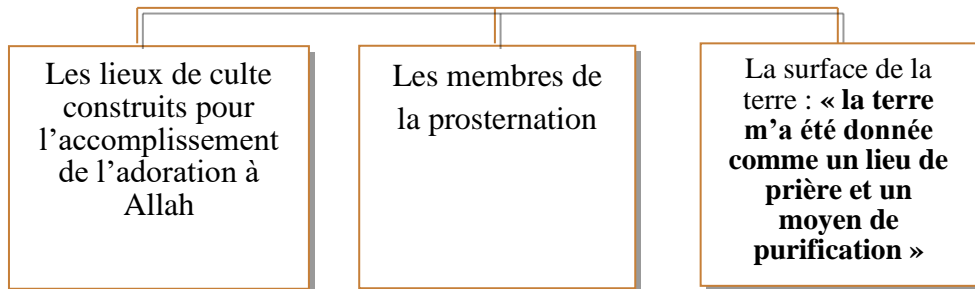 Les lieux de culte
construits pour
l’accomplissement
de l’adoration à
Allah
Les membres de
la prosternation
La surface de la
terre : « la terre
m’a été donnée
comme un lieu de
prière et un
moyen de
purification »